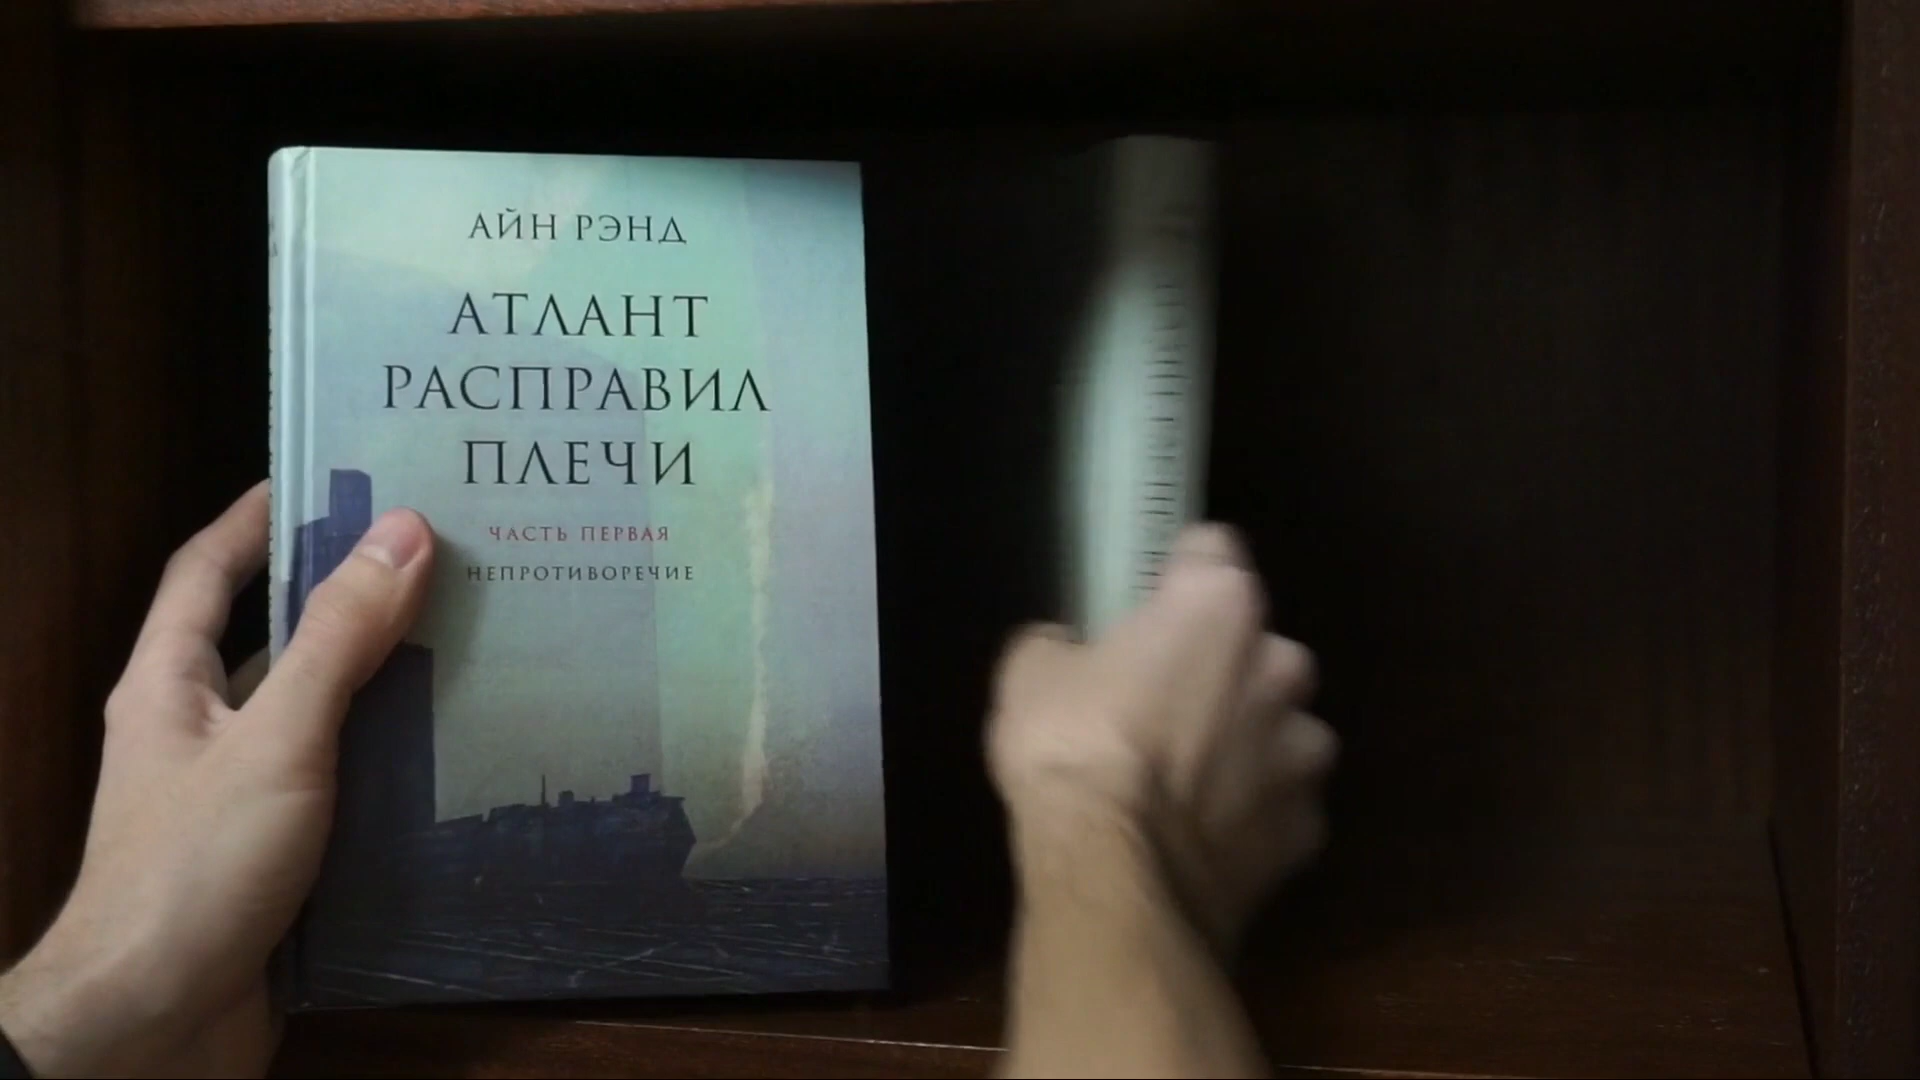 АЙН РЭНД
АТЛАНТ
РАСПРАВИЛ
ПЛЕЧИ
ЧАСТЬ ПЕРВАЯ
НЕПРОТИВОРЕЧИЕ